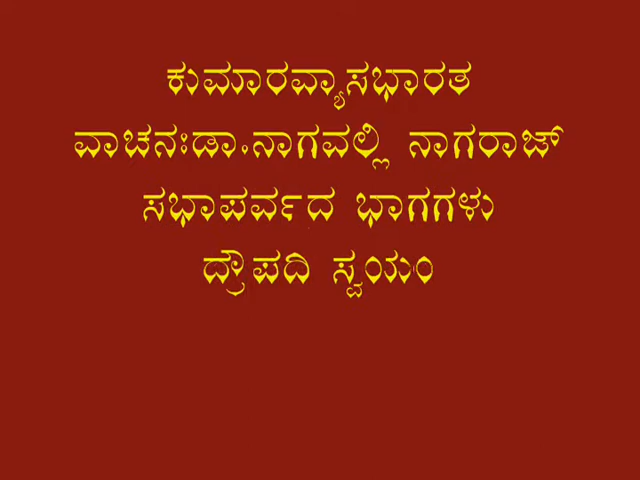 ಕುಮಾರವ್ಯಾಸಭಾರತ
ವಾಚನಃಡಾ.ನಾಗವಲ್ಲಿ ನಾಗರಾಜ್
ಸಭಾಪರ್ವದ ಭಾಗಗಳು
ದ್ರೌಪದಿ ಸ್ವಯಂ